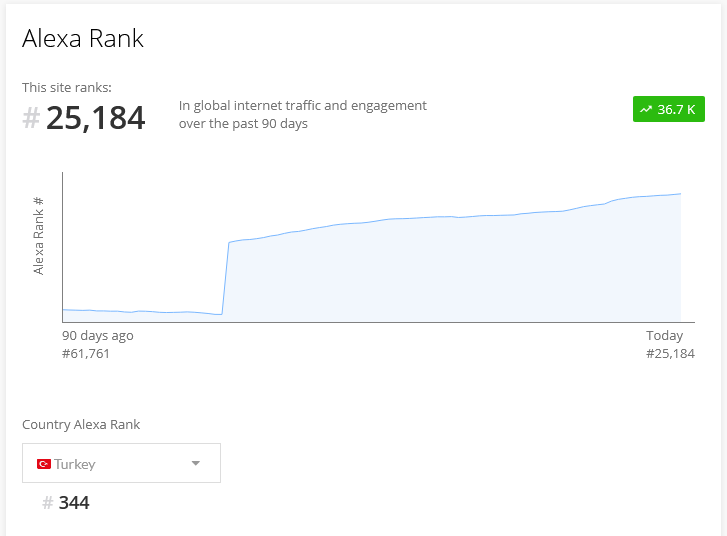 Alexa Rank
This site ranks:
# 25,184
In global internet traffic and engagement
over the past 90 days
36.7 K
Alexa Rank #
90 days ago
#61,761
Today
#25,184
Country Alexa Rank
Turkey
# 344